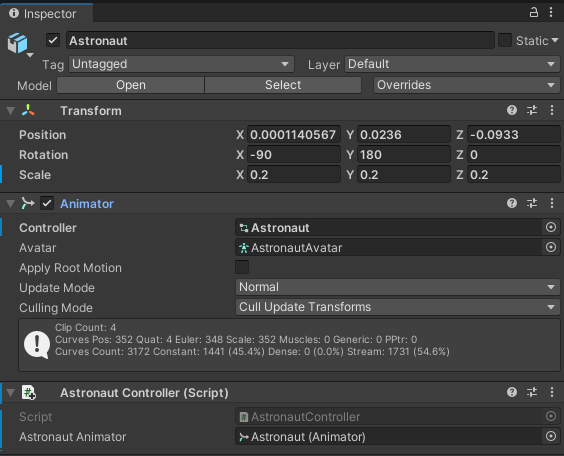 Inspector
Astronaut Static
Tag Untagged Layer Default
Model Open Select Overrides
Transform
Position X 0.0001140567 Y 0.0236 Z -0.0933
Rotation X -90 Y 180 Z 0
Scale X 0.2 Y 0.2 Z 0.2
Animator
Controller Astronaut
Avatar AstronautAvatar
Apply Root Motion
Update Mode Normal
Culling Mode Cull Update Transforms
Clip Count: 4
Curves Pos: 352 Quat: 4 Euler: 348 Scale: 352 Muscles: 0 Generic: 0 PPtr: 0
Curves Count: 3172 Constant: 1441 (45.4%) Dense: 0 (0.0%) Stream: 1731 (54.6%)
Astronaut Controller (Script)
Script AstronautController
Astronaut Animator Astronaut (Animator)